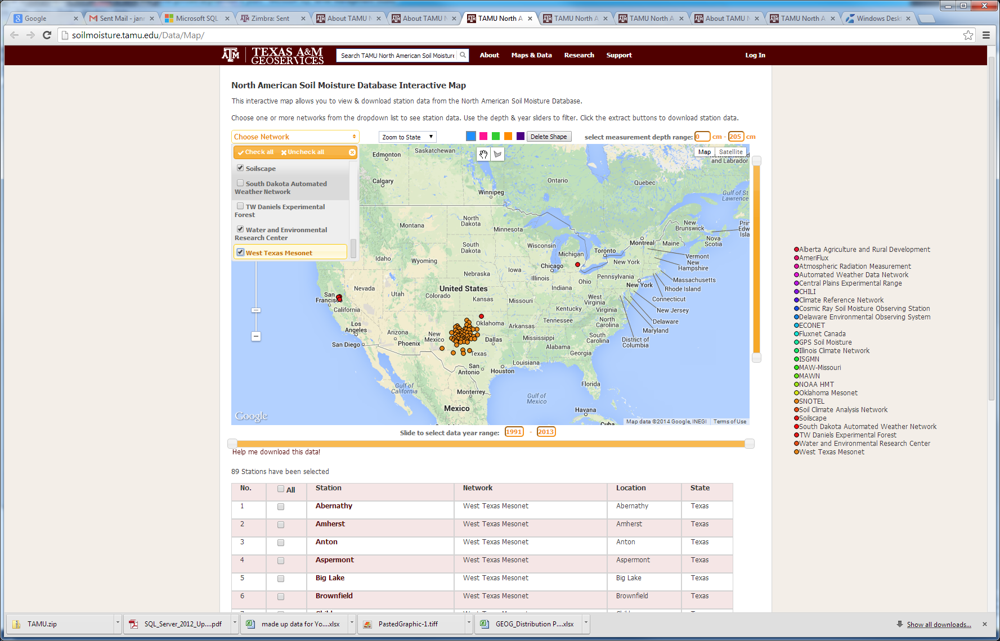 Google
Sent Mail - janr
Microsoft SQL
Zimbra: Sent
About TAMU N
About TAMU N
TAMU North A
TAMU North A
TAMU North A
About TAMU N
TAMU North A
Windows Desk
soilmoisture.tamu.edu/Data/Map/
ATM TEXAS A&M
GEOSERVICES
Search TAMU North American Soil Moisture
About
Maps & Data
Research
Support
Log In
North American Soil Moisture Database Interactive Map
This interactive map allows you to view & download station data from the North American Soil Moisture Database.
Choose one or more networks from the dropdown list to see station data. Use the depth & year sliders to filter. Click the extract buttons to download station data.
Choose Network
Zoom to State
Delete Shape
select measurement depth range: 0 cm - 205 cm
Check all
Uncheck all
Soilscape
South Dakota Automated
Weather Network
TW Daniels Experimental
Forest
Water and Environmental
Research Center
West Texas Mesonet
Map
Satellite
Newfoundland
and Labrador
Edmonton
Saskatchewan
Calgary
Ontario
Quebec
Winnipeg
Gulf of St
Lawrence
North
Dakota
Montana
Minnesota
New
Brunswick
Prin
Edw
Isla
Nova
Scotia
South
Dakota
Wisconsin
Michigan
Toronto
Montreal
Maine
Idaho
Wyoming
Chicago
New York
Vermont
New
Hampshire
Nebraska
Iowa
Illinois
Ohio
Pennsylvania
Massachusetts
New York
Rhode Island
Nevada
Utah
United States
Colorado
Indiana
San
Francisco
Kansas
Missouri
West
Virginia
Connecticut
California
Kentucky
Virginia
New Jersey
Los
Angeles
Arizona
New
Mexico
Oklahoma
Arkansas
Tennessee
North
Carolina
Delaware
Maryland
San Diego
Phoenix
Dallas
Mississippi
South
Carolina
District of
Columbia
Alabama
Texas
Georgia
San
Antonio
Houston
Louisiana
Gulf of
California
Florida
Monterrey
Gulf of
Mexico
Mexico
Havana
Cuba
Google
Map data ©2014 Google, INEGI
Terms of Use
Slide to select data year range: 1991 - 2013
Help me download this data!
89 Stations have been selected
No. All Station Network Location State
1 Abernathy West Texas Mesonet Abernathy Texas
2 Amherst West Texas Mesonet Amherst Texas
3 Anton West Texas Mesonet Anton Texas
4 Aspermont West Texas Mesonet Aspermont Texas
5 Big Lake West Texas Mesonet Big Lake Texas
6 Brownfield West Texas Mesonet Brownfield Texas
Alberta Agriculture and Rural Development
AmeriFlux
Atmospheric Radiation Measurement
Automated Weather Data Network
Central Plains Experimental Range
CHILI
Climate Reference Network
Cosmic Ray Soil Moisture Observing Station
Delaware Environmental Observing System
ECONET
Fluxnet Canada
GPS Soil Moisture
Illinois Climate Network
ISGMN
MAW-Missouri
MAWN
NOAA HMT
Oklahoma Mesonet
SNOTEL
Soil Climate Analysis Network
Soilscape
South Dakota Automated Weather Network
TW Daniels Experimental Forest
Water and Environmental Research Center
West Texas Mesonet
TAMU.zip
SQL_Server_2012_Up....pdf
made up data for Yo....xlsx
PastedGraphic-1.tiff
GEOG_Distribution P....xlsx
Show all downloads...